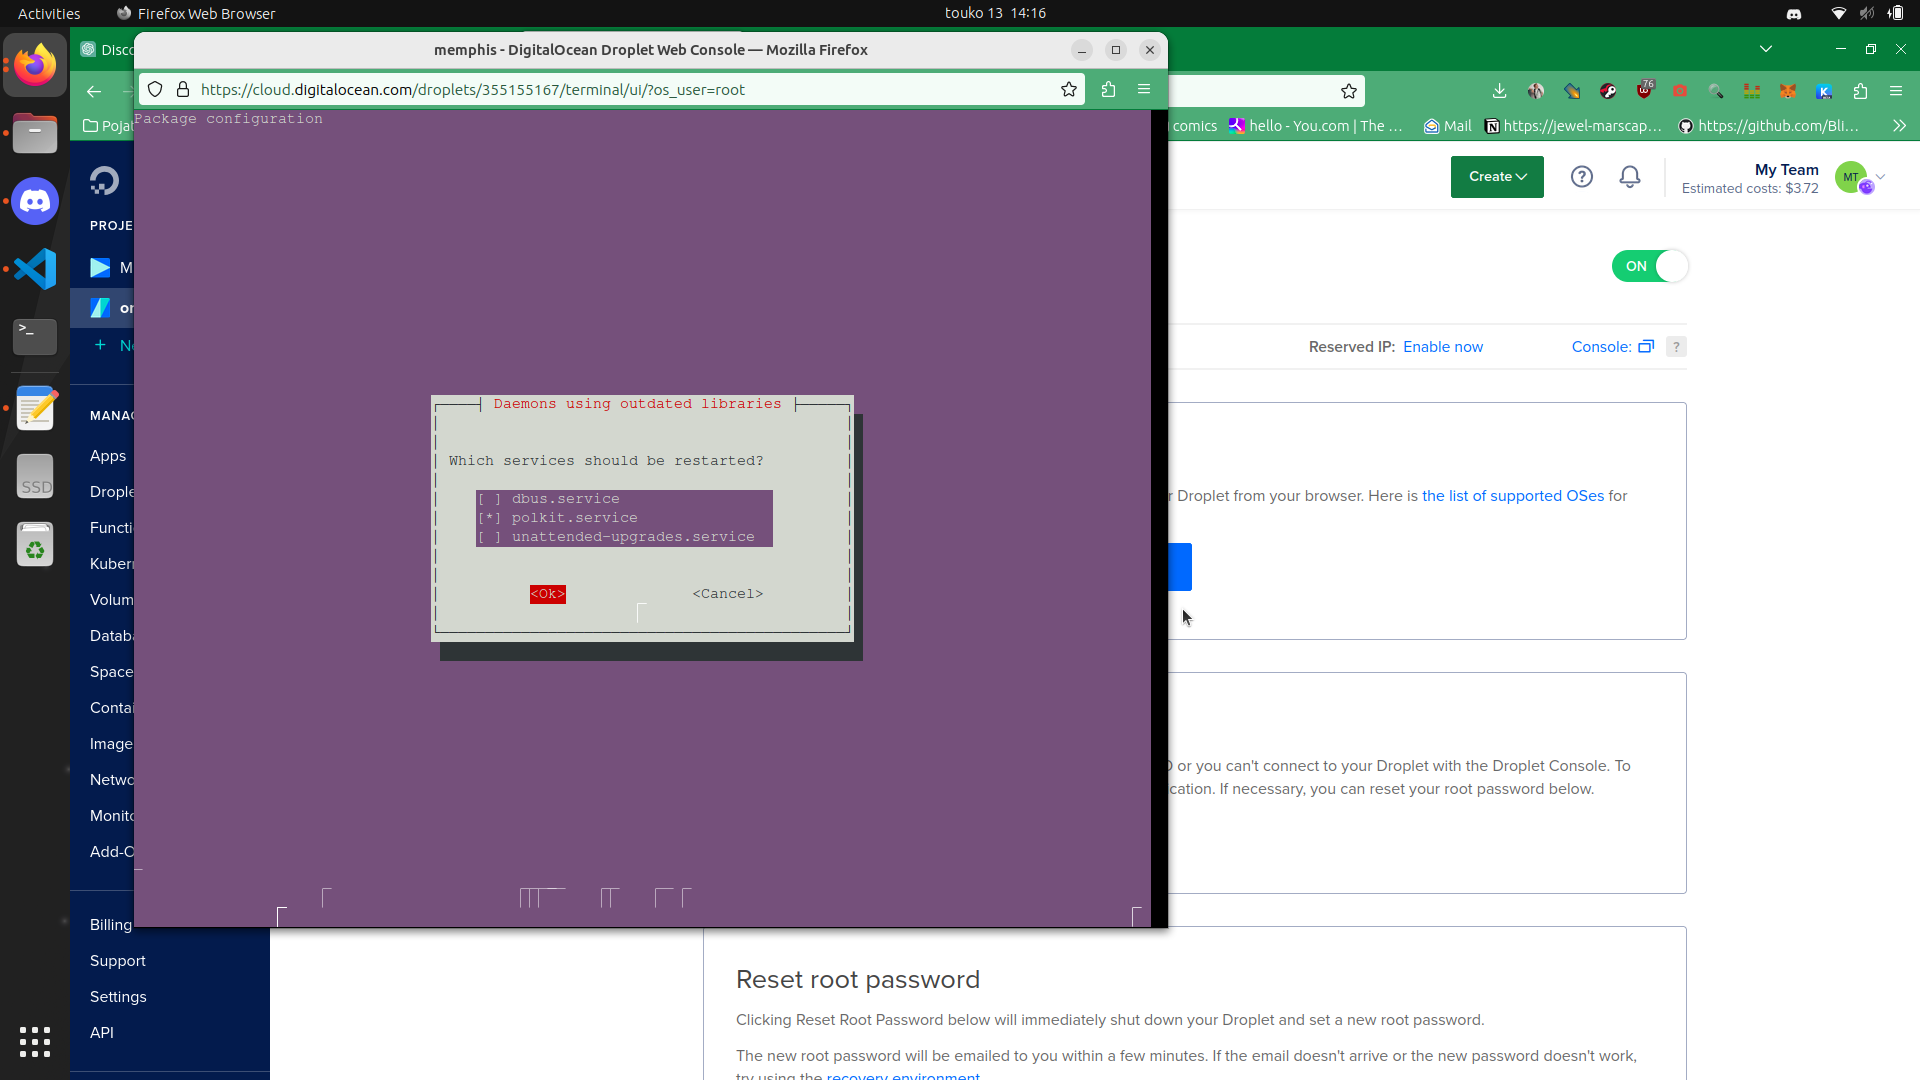 Activities
Firefox Web Browser
touko 13 14:16
Disco
memphis - DigitalOcean Droplet Web Console — Mozilla Firefox
https://cloud.digitalocean.com/droplets/355155167/terminal/ui/?os_user=root
76
Poja
comics
hello - You.com | The …
Mail
https://jewel-marscap…
https://github.com/Bli…
Package configuration
Daemons using outdated libraries
Which services should be restarted?
[ ] dbus.service
[*] polkit.service
[ ] unattended-upgrades.service
<Ok> <Cancel>
PROJE
M
or
+ Ne
MANAG
Apps
Drople
Functi
Kubern
Volum
Databa
Space
Contai
Image
Netwo
Monito
Add-O
Billing
Support
Settings
API
SSD
Create
?
My Team
Estimated costs: $3.72
MT
ON
Reserved IP: Enable now
Console:
?
r Droplet from your browser. Here is the list of supported OSes for
or you can't connect to your Droplet with the Droplet Console. To
cation. If necessary, you can reset your root password below.
Reset root password
Clicking Reset Root Password below will immediately shut down your Droplet and set a new root password.
The new root password will be emailed to you within a few minutes. If the email doesn't arrive or the new password doesn't work,
try using the recovery environment